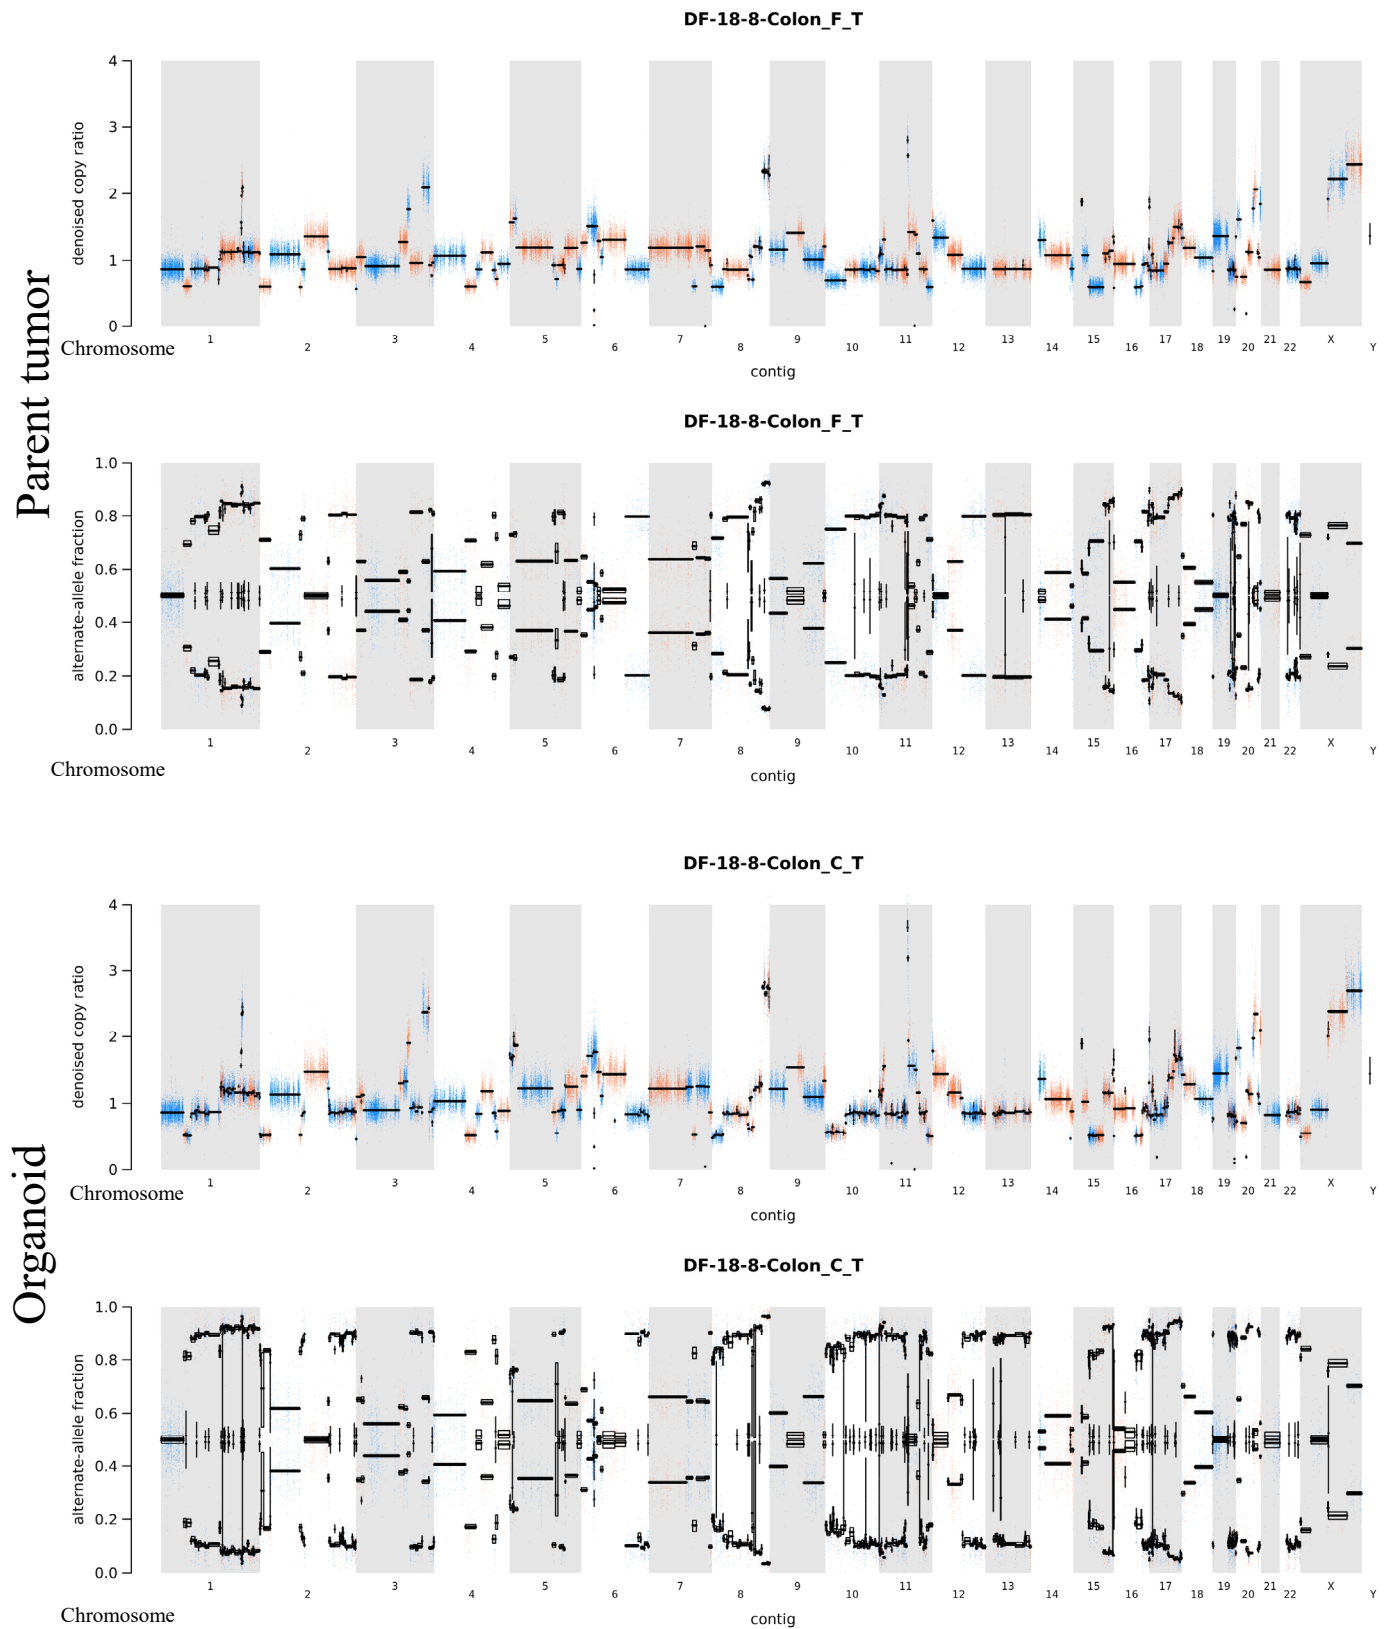 Parent tumor
DF-18-8-Colon_F_T
denoised copy ratio
4
3
2
1
0
Chromosome
1 2 3 4 5 6 7 8 9 10 11 12 13 14 15 16 17 18 19 20 21 22 X Y
contig
DF-18-8-Colon_F_T
alternate-allele fraction
1.0
0.8
0.6
0.4
0.2
0.0
Chromosome
1 2 3 4 5 6 7 8 9 10 11 12 13 14 15 16 17 18 19 20 21 22 X Y
contig
Organoid
DF-18-8-Colon_C_T
denoised copy ratio
4
3
2
1
0
Chromosome
1 2 3 4 5 6 7 8 9 10 11 12 13 14 15 16 17 18 19 20 21 22 X Y
contig
DF-18-8-Colon_C_T
alternate-allele fraction
1.0
0.8
0.6
0.4
0.2
0.0
Chromosome
1 2 3 4 5 6 7 8 9 10 11 12 13 14 15 16 17 18 19 20 21 22 X Y
contig